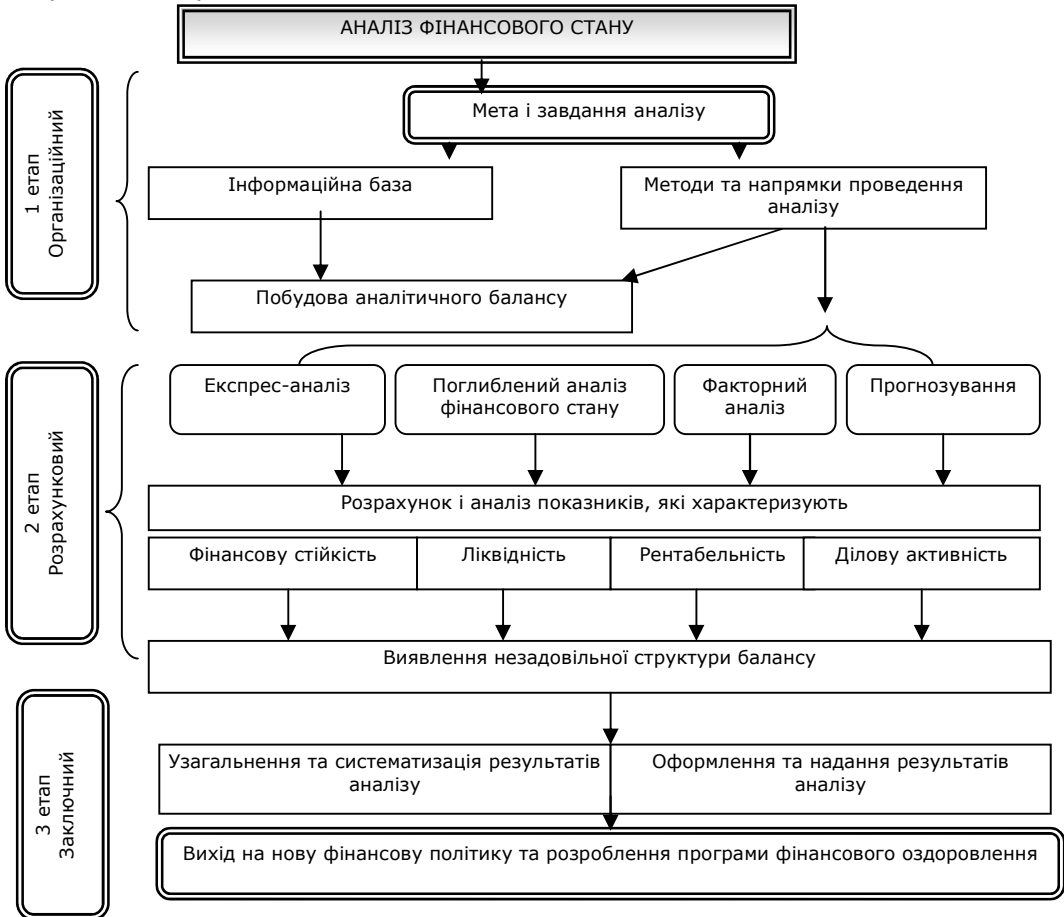 АНАЛІЗ ФІНАНСОВОГО СТАНУ
1 етап
Організаційний
Мета і завдання аналізу
Інформаційна база
Методи та напрямки проведення
аналізу
Побудова аналітичного балансу
2 етап
Розрахунковий
Експрес-аналіз
Поглиблений аналіз
фінансового стану
Факторний
аналіз
Прогнозування
Розрахунок і аналіз показників, які характеризують
Фінансову стійкість
Ліквідність
Рентабельність
Ділову активність
Виявлення незадовільної структури балансу
3 етап
Заключний
Узагальнення та систематизація результатів
аналізу
Оформлення та надання результатів
аналізу
Вихід на нову фінансову політику та розроблення програми фінансового оздоровлення